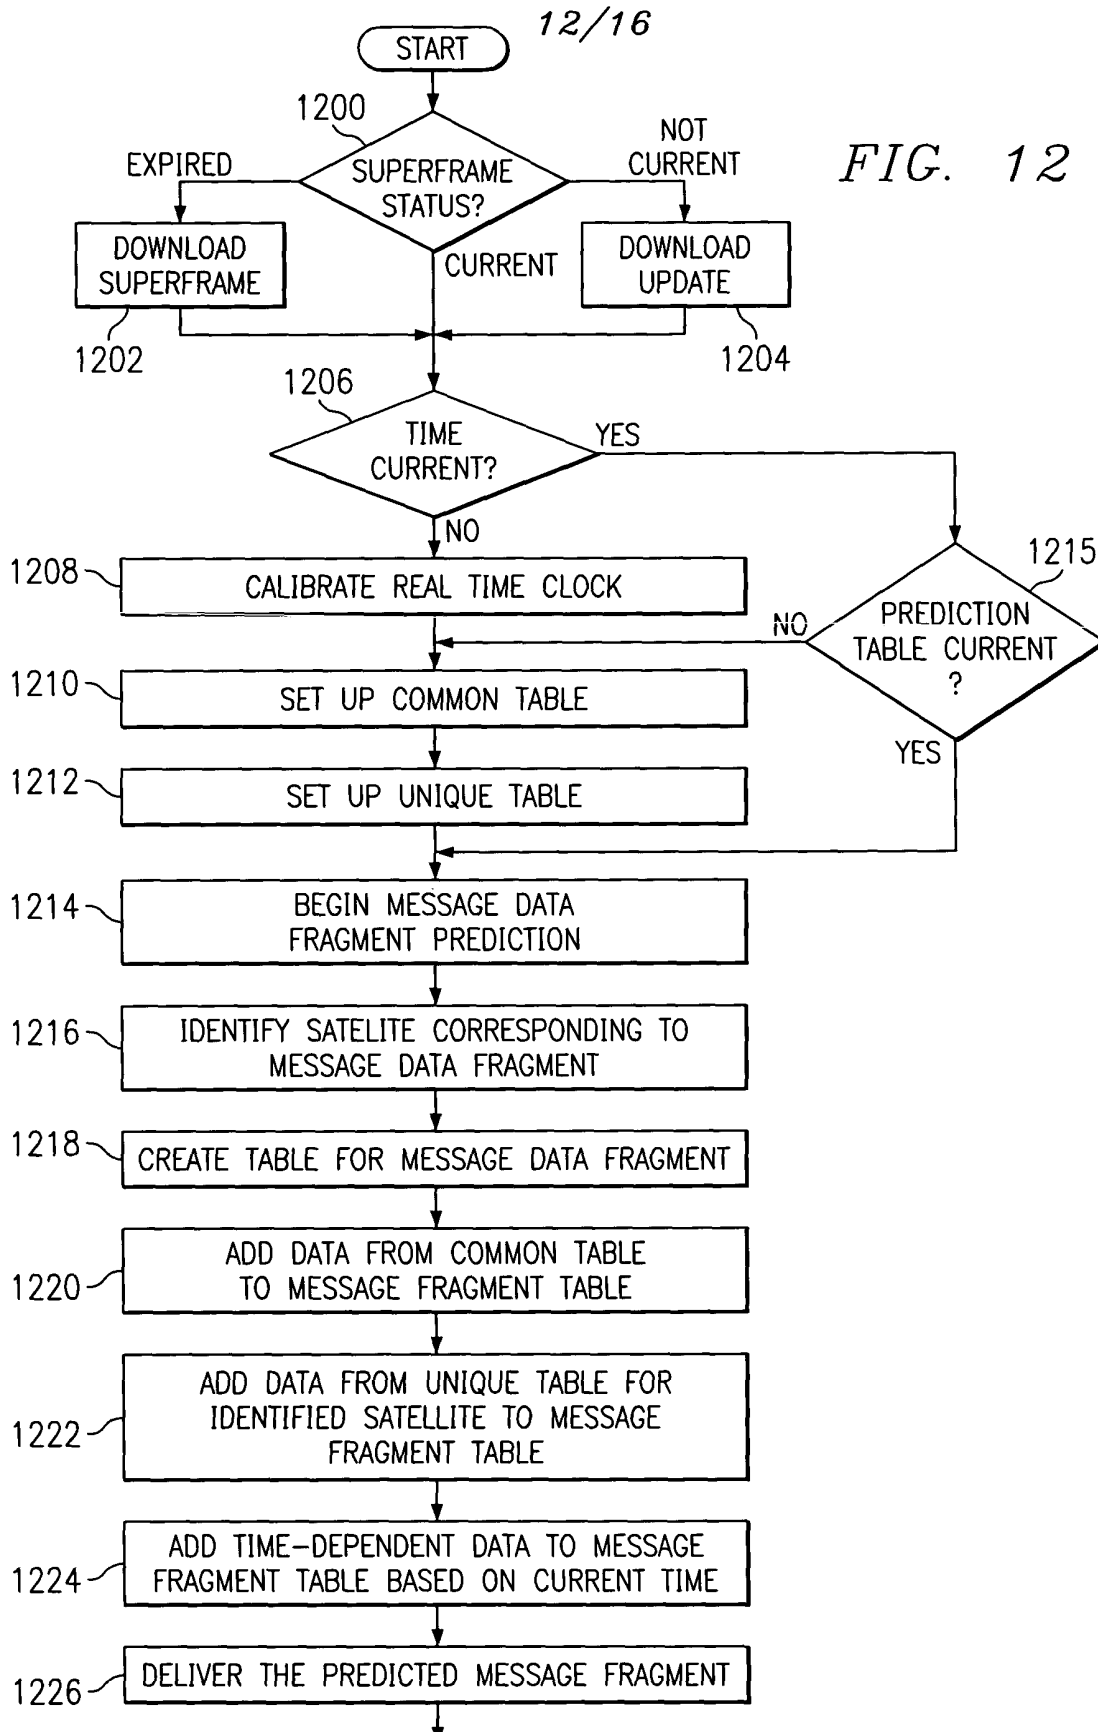 12/16
START
FIG. 12
1200
SUPERFRAME
STATUS?
EXPIRED
NOT
CURRENT
CURRENT
DOWNLOAD
SUPERFRAME
1202
DOWNLOAD
UPDATE
1204
1206
TIME
CURRENT?
YES
NO
1208
CALIBRATE REAL TIME CLOCK
1215
PREDICTION
TABLE CURRENT
?
NO
YES
1210
SET UP COMMON TABLE
1212
SET UP UNIQUE TABLE
1214
BEGIN MESSAGE DATA
FRAGMENT PREDICTION
1216
IDENTIFY SATELITE CORRESPONDING TO
MESSAGE DATA FRAGMENT
1218
CREATE TABLE FOR MESSAGE DATA FRAGMENT
1220
ADD DATA FROM COMMON TABLE
TO MESSAGE FRAGMENT TABLE
1222
ADD DATA FROM UNIQUE TABLE FOR
IDENTIFIED SATELLITE TO MESSAGE
FRAGMENT TABLE
1224
ADD TIME-DEPENDENT DATA TO MESSAGE
FRAGMENT TABLE BASED ON CURRENT TIME
1226
DELIVER THE PREDICTED MESSAGE FRAGMENT